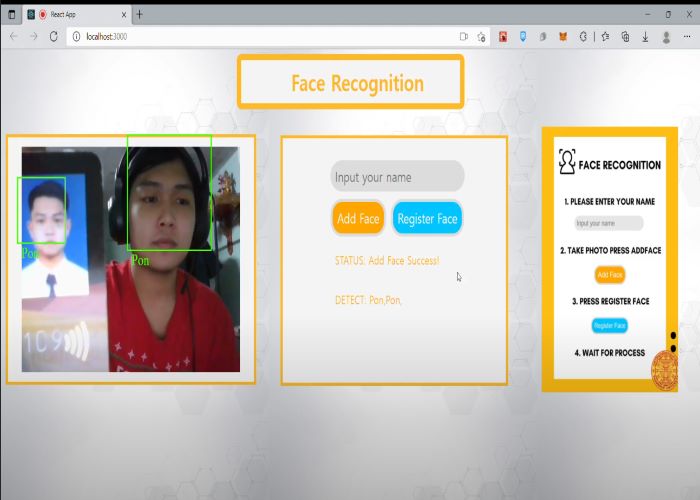 React App
localhost:3000
Face Recognition
Pon
Pon
109
Input your name
Add Face
Register Face
STATUS: Add Face Success!
DETECT: Pon,Pon,
FACE RECOGNITION
1. PLEASE ENTER YOUR NAME
Input your name
2. TAKE PHOTO PRESS ADDFACE
Add Face
3. PRESS REGISTER FACE
Register Face
4. WAIT FOR PROCESS